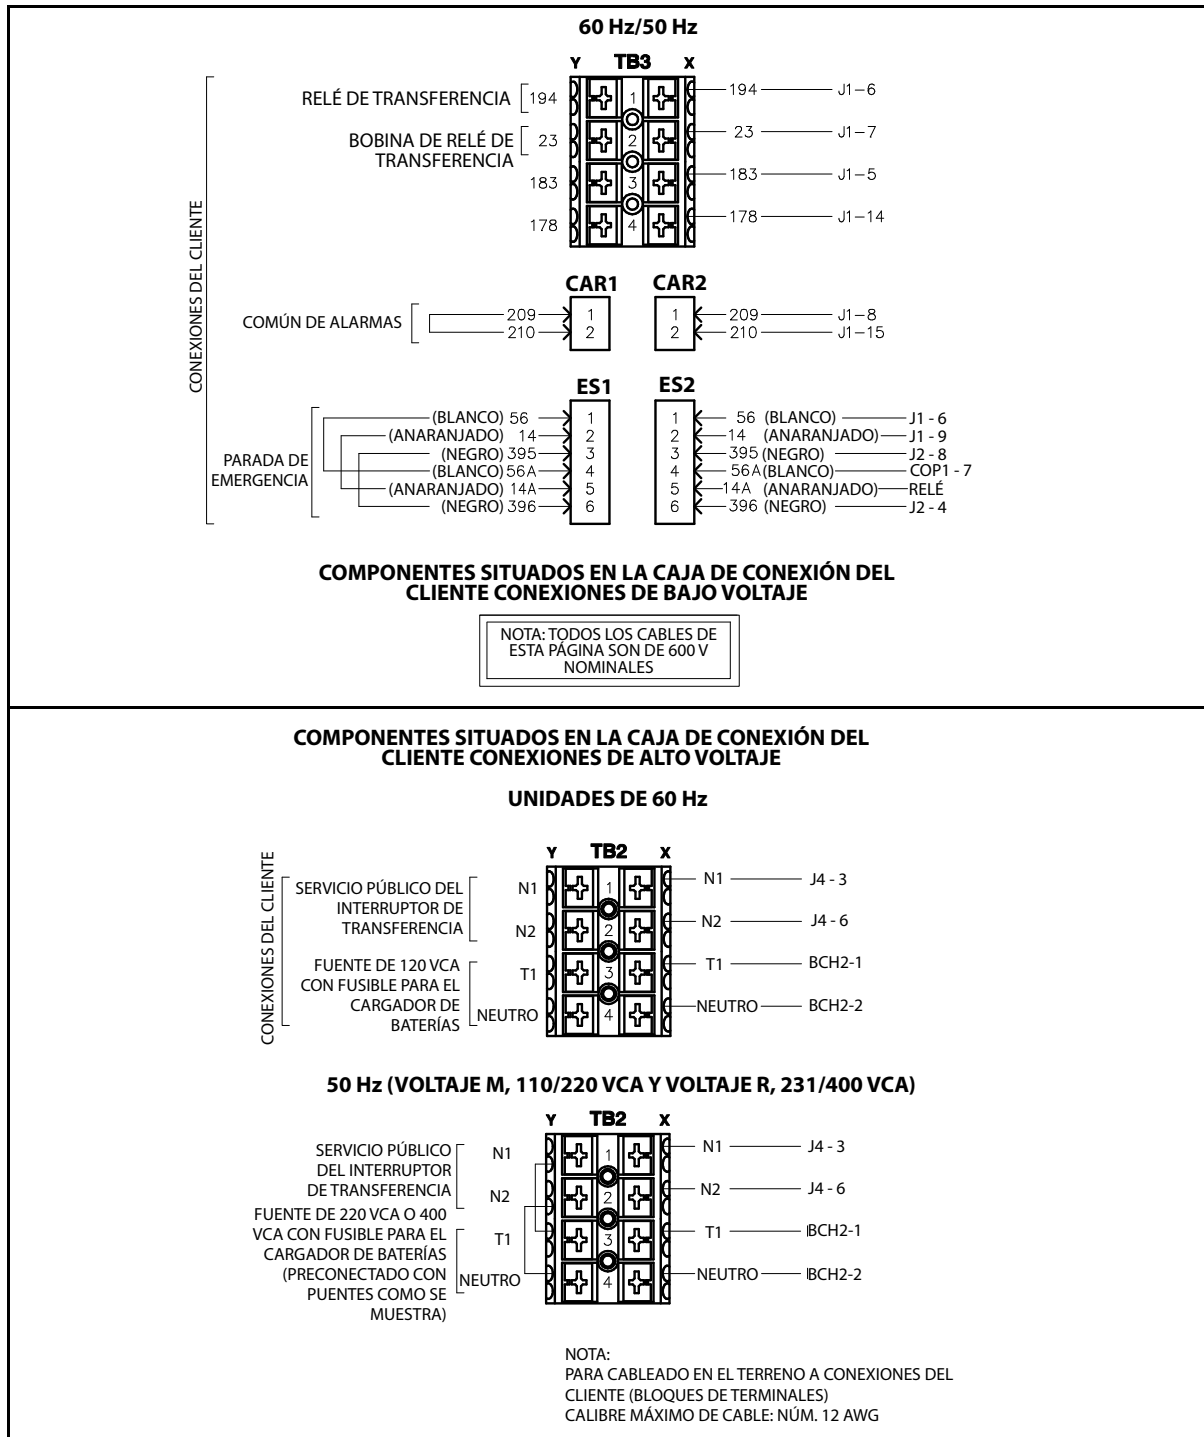 60 Hz/50 Hz
Y TB3 X
RELÉ DE TRANSFERENCIA 194 1 194 J1-6
BOBINA DE RELÉ DE
TRANSFERENCIA 23 2 23 J1-7
183 3 183 J1-5
178 4 178 J1-14
CONEXIONES DEL CLIENTE
CAR1 CAR2
COMÚN DE ALARMAS
209 1 1 209 J1-8
210 2 2 210 J1-15
ES1 ES2
PARADA DE
EMERGENCIA
(BLANCO) 56 1 1 56 (BLANCO) J1 - 6
(ANARANJADO) 14 2 2 14 (ANARANJADO) J1 - 9
(NEGRO) 395 3 3 395 (NEGRO) J2 - 8
(BLANCO) 56A 4 4 56A (BLANCO) COP1 - 7
(ANARANJADO) 14A 5 5 14A (ANARANJADO) RELÉ
(NEGRO) 396 6 6 396 (NEGRO) J2 - 4
COMPONENTES SITUADOS EN LA CAJA DE CONEXIÓN DEL
CLIENTE CONEXIONES DE BAJO VOLTAJE
NOTA: TODOS LOS CABLES DE
ESTA PÁGINA SON DE 600 V
NOMINALES
COMPONENTES SITUADOS EN LA CAJA DE CONEXIÓN DEL
CLIENTE CONEXIONES DE ALTO VOLTAJE
UNIDADES DE 60 Hz
Y TB2 X
CONEXIONES DEL CLIENTE
SERVICIO PÚBLICO DEL
INTERRUPTOR DE
TRANSFERENCIA
FUENTE DE 120 VCA
CON FUSIBLE PARA EL
CARGADOR DE
BATERÍAS
N1 1 N1 J4 - 3
N2 2 N2 J4 - 6
T1 3 T1 BCH2-1
NEUTRO 4 NEUTRO BCH2-2
50 Hz (VOLTAJE M, 110/220 VCA Y VOLTAJE R, 231/400 VCA)
Y TB2 X
SERVICIO PÚBLICO
DEL INTERRUPTOR
DE TRANSFERENCIA
FUENTE DE 220 VCA O 400
VCA CON FUSIBLE PARA EL
CARGADOR DE BATERÍAS
(PRECONECTADO CON
PUENTES COMO SE
MUESTRA)
N1 1 N1 J4 - 3
N2 2 N2 J4 - 6
T1 3 T1 BCH2-1
NEUTRO 4 NEUTRO BCH2-2
NOTA:
PARA CABLEADO EN EL TERRENO A CONEXIONES DEL
CLIENTE (BLOQUES DE TERMINALES)
CALIBRE MÁXIMO DE CABLE: NÚM. 12 AWG